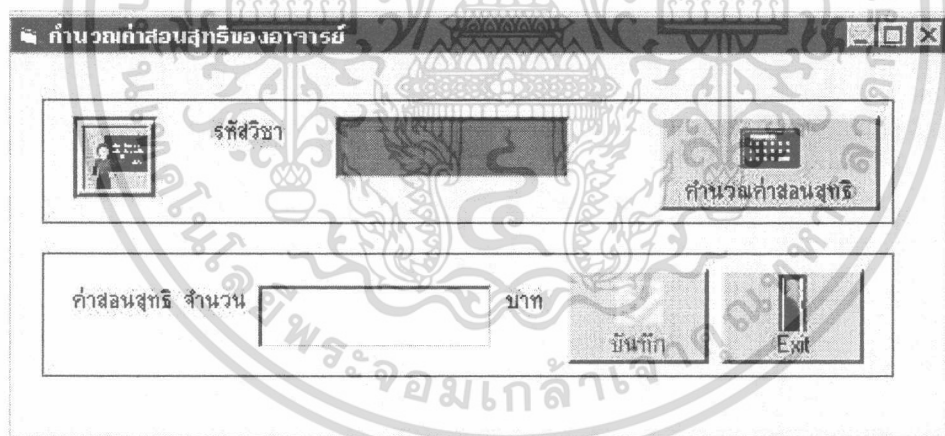 คำนวณค่าสอนสุทธิของอาจารย์
รหัสวิชา
คำนวณค่าสอนสุทธิ
ค่าสอนสุทธิ จำนวน บาท
บันทึก Exit